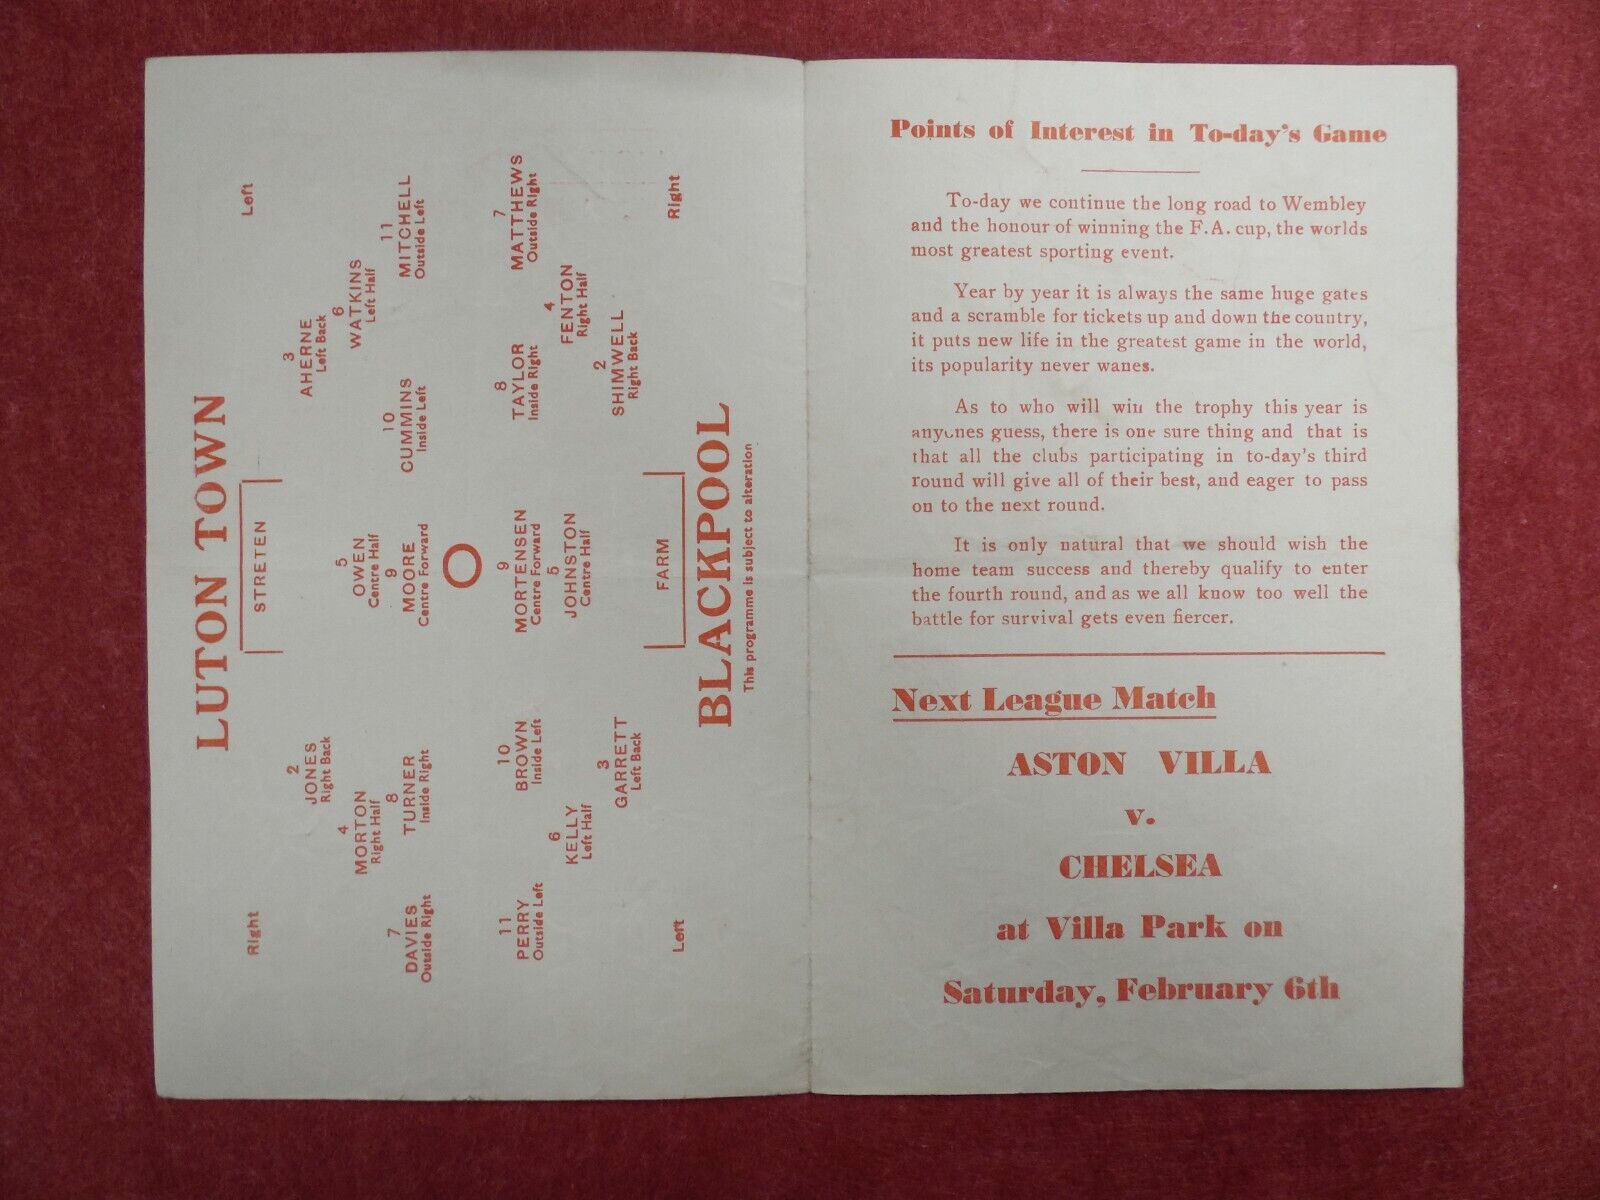 LUTON TOWN
Right
STRETEN
Left
2
JONES
Right Back
3
AHERNE
Left Back
4
MORTON
Right Half
5
OWEN
Centre Half
6
WATKINS
Left Half
7
DAVIES
Outside Right
8
TURNER
Inside Right
9
MOORE
Centre Forward
10
CUMMINS
Inside Left
11
MITCHELL
Outside Left
11
PERRY
Outside Left
10
BROWN
Inside Left
9
MORTENSEN
Centre Forward
8
TAYLOR
Inside Right
7
MATTHEWS
Outside Right
6
KELLY
Left Half
5
JOHNSTON
Centre Half
4
FENTON
Right Half
3
GARRETT
Left Back
2
SHIMWELL
Right Back
Left
FARM
Right
BLACKPOOL
This programme is subject to alteration
Points of Interest in To-day's Game
To-day we continue the long road to Wembley
and the honour of winning the F.A. cup, the worlds
most greatest sporting event.
Year by year it is always the same huge gates
and a scramble for tickets up and down the country,
it puts new life in the greatest game in the world,
its popularity never wanes.
As to who will win the trophy this year is
anyones guess, there is one sure thing and that is
that all the clubs participating in to-day's third
round will give all of their best, and eager to pass
on to the next round.
It is only natural that we should wish the
home team success and thereby qualify to enter
the fourth round, and as we all know too well the
battle for survival gets even fiercer.
Next League Match
ASTON VILLA
v.
CHELSEA
at Villa Park on
Saturday, February 6th